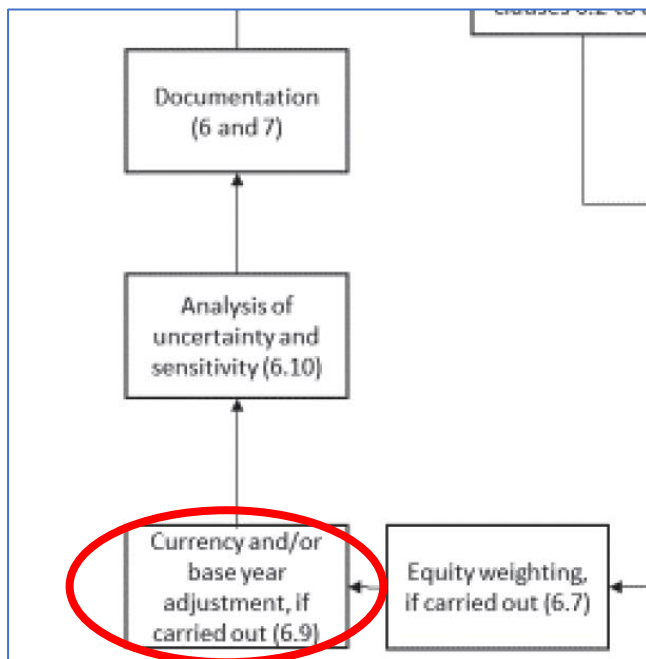 Documentation
(6 and 7)
Analysis of
uncertainty and
sensitivity (6.10)
Currency and/or
base year
adjustment, if
carried out (6.9)
Equity weighting,
if carried out (6.7)